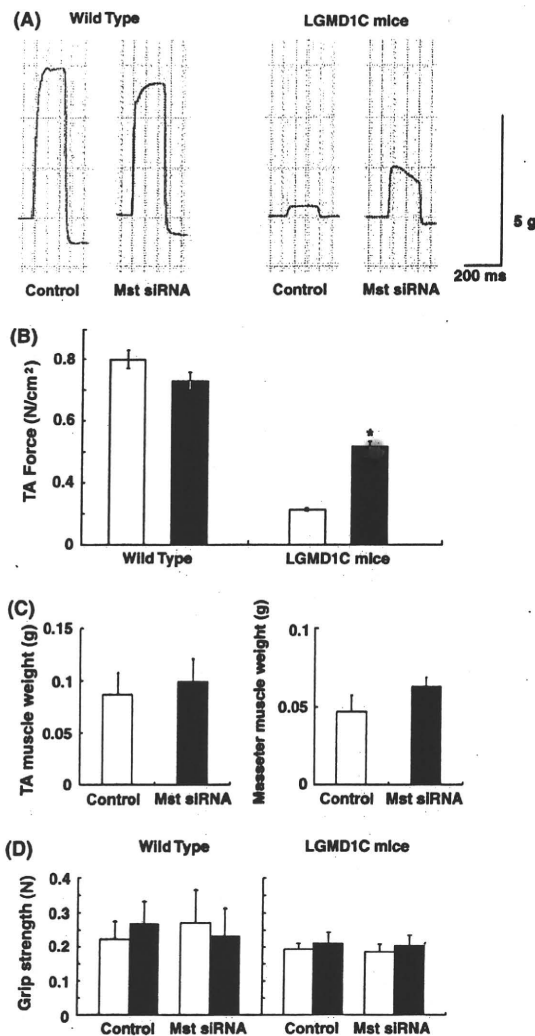 (A)
Wild Type
LGMD1C mice
Control
Mst siRNA
Control
Mst siRNA
5 g
200 ms
(B)
TA Force (N/cm²)
0.8
0.4
0
*
Wild Type
LGMD1C mice
(C)
TA muscle weight (g)
0.15
0.1
0.05
0
Control
Mst siRNA
Masseter muscle weight (g)
0.1
0.05
0
Control
Mst siRNA
(D)
Wild Type
LGMD1C mice
Grip strength (N)
0.5
0.4
0.3
0.2
0.1
0
Control
Mst siRNA
Control
Mst siRNA